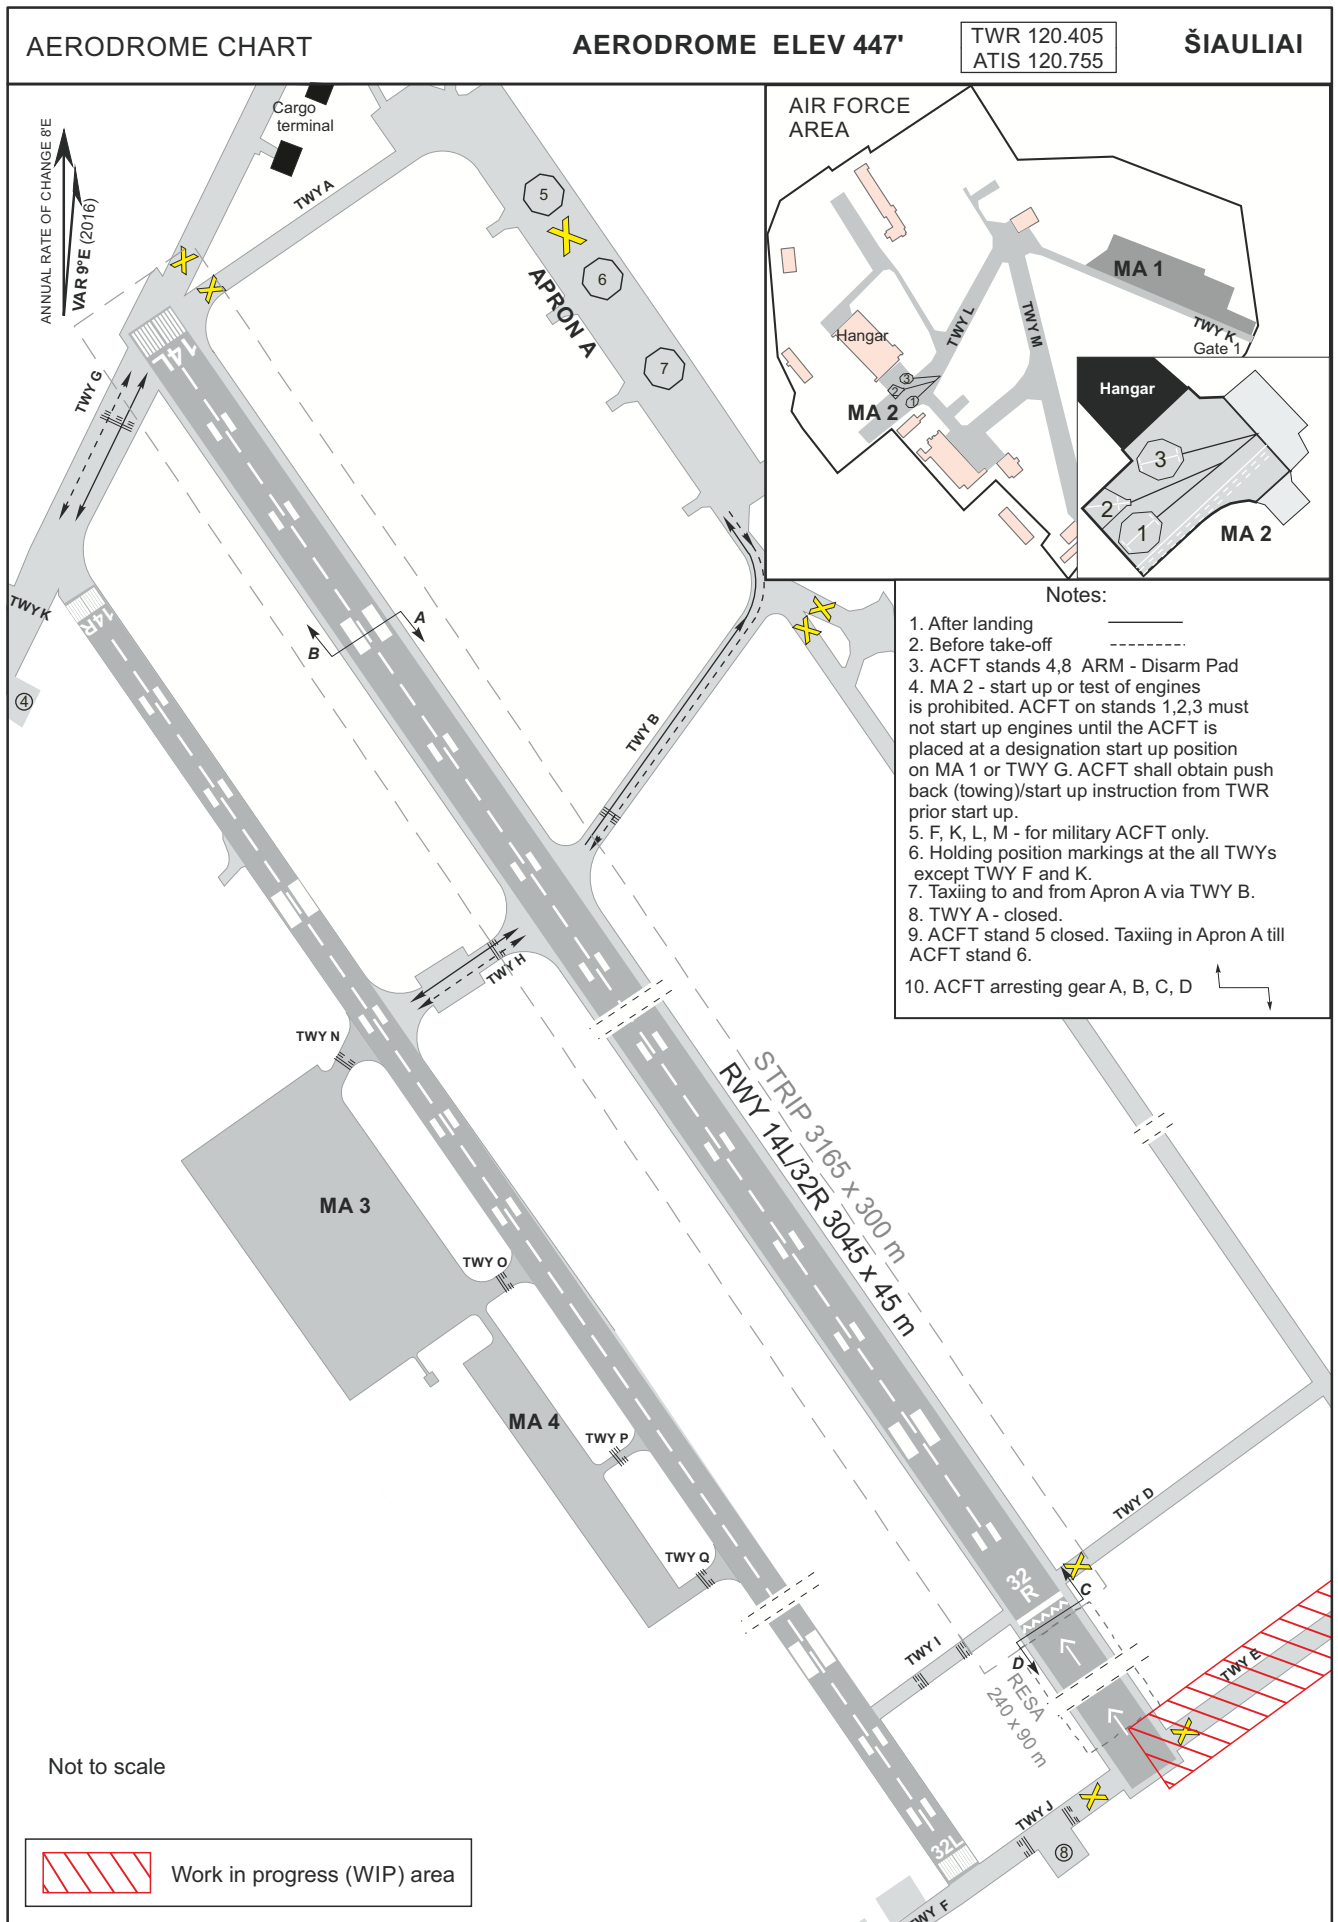 AERODROME CHART
AERODROME ELEV 447'
TWR 120.405
ATIS 120.755
ŠIAULIAI
ANNUAL RATE OF CHANGE 8'E
VAR 9°E (2016)
Cargo
terminal
TWY A
5
6
7
APRON A
14L
TWY G
TWY K
14R
4
A
B
TWY B
TWY H
TWY N
MA 3
TWY O
MA 4
TWY P
TWY Q
STRIP 3165 x 300 m
RWY 14L/32R 3045 x 45 m
TWY D
32
R
C
D
TWY I
RESA
240 x 90 m
TWY E
TWY J
8
32L
TWY F
AIR FORCE
AREA
MA 1
TWY L
TWY M
TWY K
Gate 1
Hangar
3
2
1
MA 2
Hangar
3
2
1
MA 2
Notes:
1. After landing
2. Before take-off
3. ACFT stands 4,8 ARM - Disarm Pad
4. MA 2 - start up or test of engines
is prohibited. ACFT on stands 1,2,3 must
not start up engines until the ACFT is
placed at a designation start up position
on MA 1 or TWY G. ACFT shall obtain push
back (towing)/start up instruction from TWR
prior start up.
5. F, K, L, M - for military ACFT only.
6. Holding position markings at the all TWYs
except TWY F and K.
7. Taxiing to and from Apron A via TWY B.
8. TWY A - closed.
9. ACFT stand 5 closed. Taxiing in Apron A till
ACFT stand 6.
10. ACFT arresting gear A, B, C, D
Not to scale
Work in progress (WIP) area